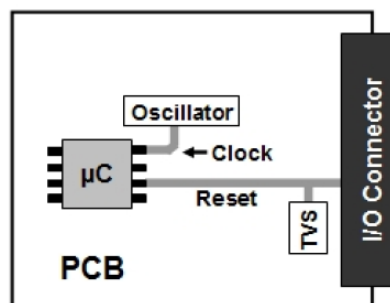 Oscillator
Clock
µC
Reset
TVS
I/O Connector
PCB